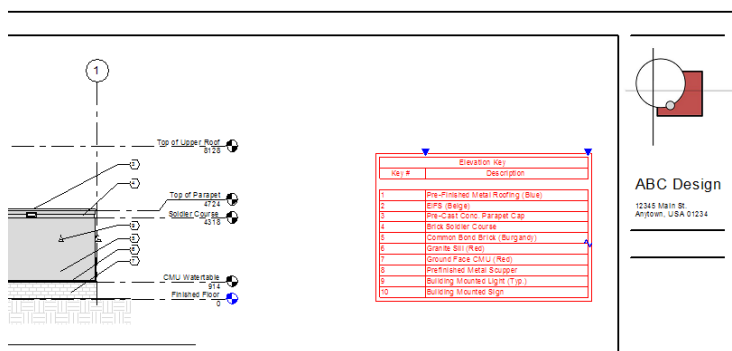 1
Top of Upper Roof
8128
3
4
Top of Parapet
4724
Soldier Course
4318
CMU Watertable
914
Finished Floor
0
Elevation Key
Key # Description
1 Pre-Finished Metal Roofing (Blue)
2 EIFS (Beige)
3 Pre-Cast Conc. Parapet Cap
4 Brick Soldier Course
5 Common Bond Brick (Burgandy)
6 Granite Sill (Red)
7 Ground Face CMU (Red)
8 Prefinished Metal Scupper
9 Building Mounted Light (Typ.)
10 Building Mounted Sign
ABC Design
12345 Main St.
Anytown, USA 01234